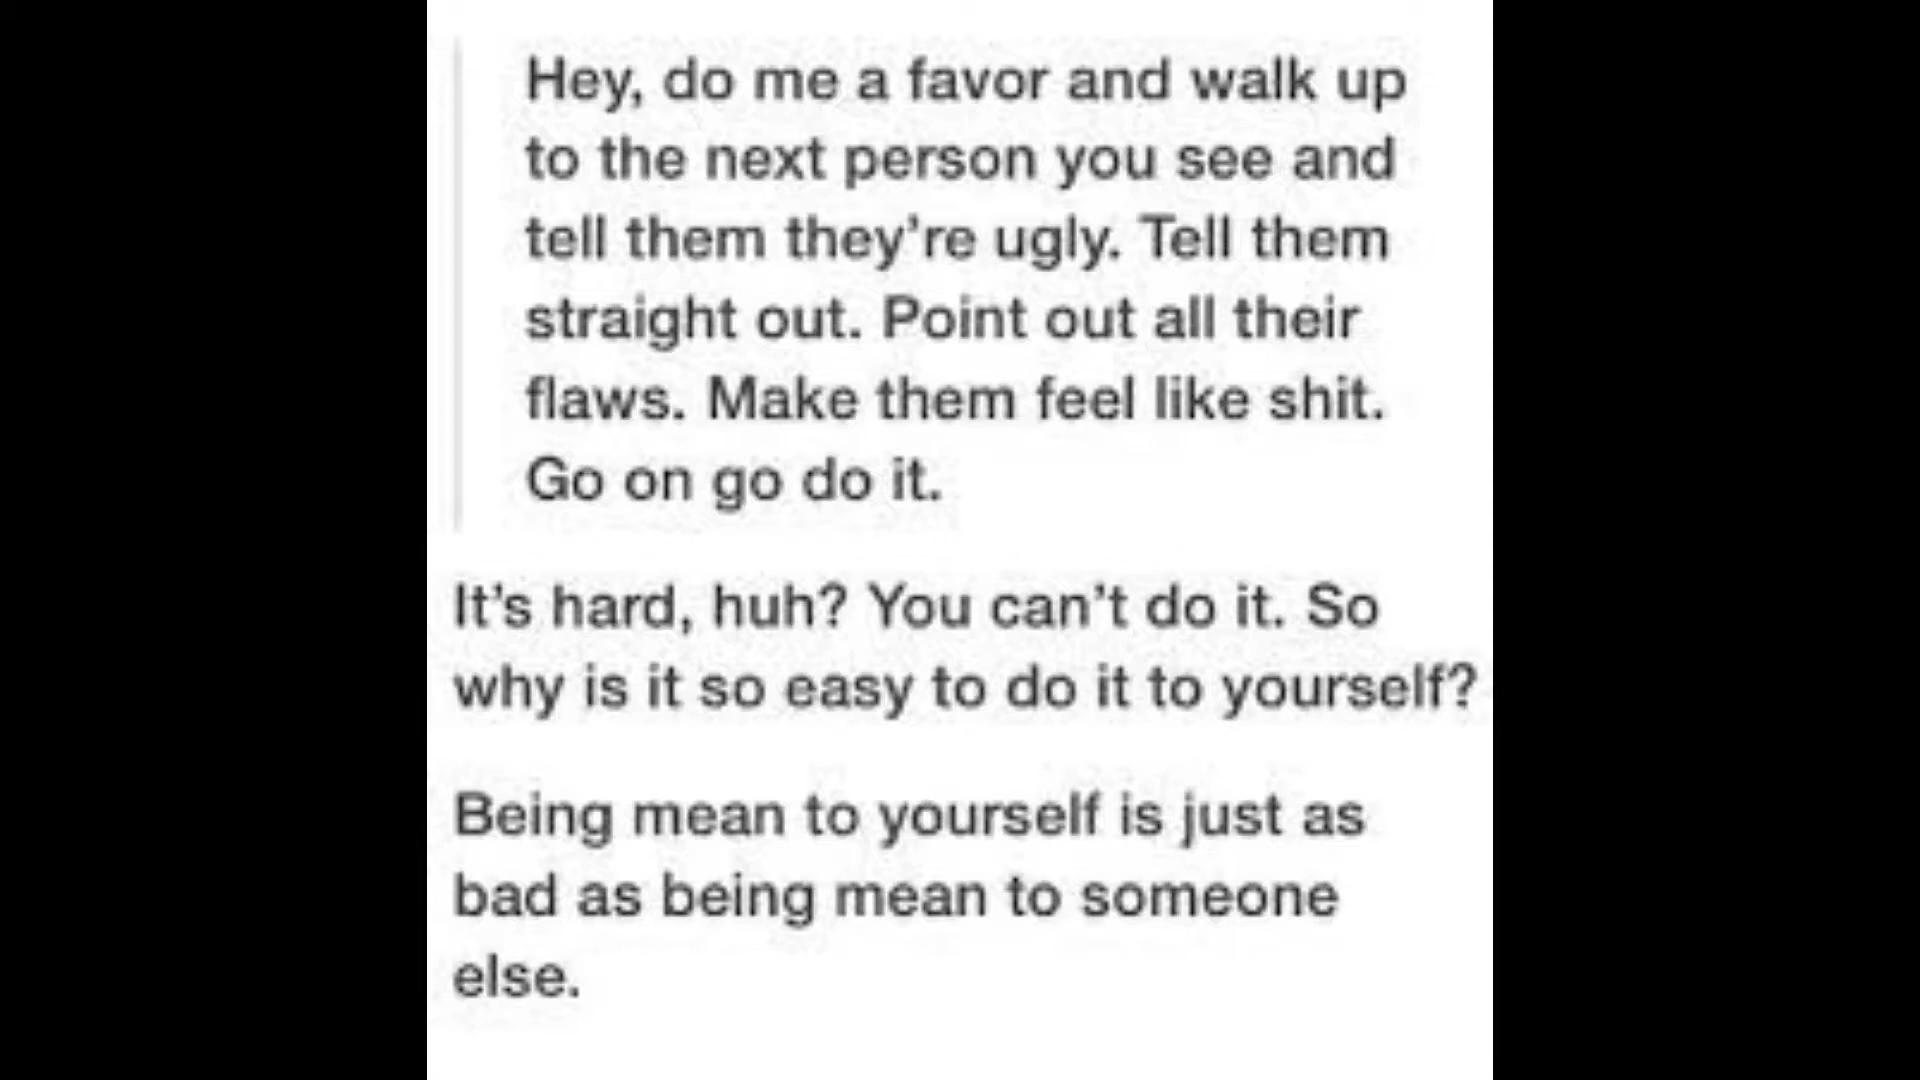 Hey, do me a favor and walk up
to the next person you see and
tell them they’re ugly. Tell them
straight out. Point out all their
flaws. Make them feel like shit.
Go on go do it.
It’s hard, huh? You can’t do it. So
why is it so easy to do it to yourself?
Being mean to yourself is just as
bad as being mean to someone
else.